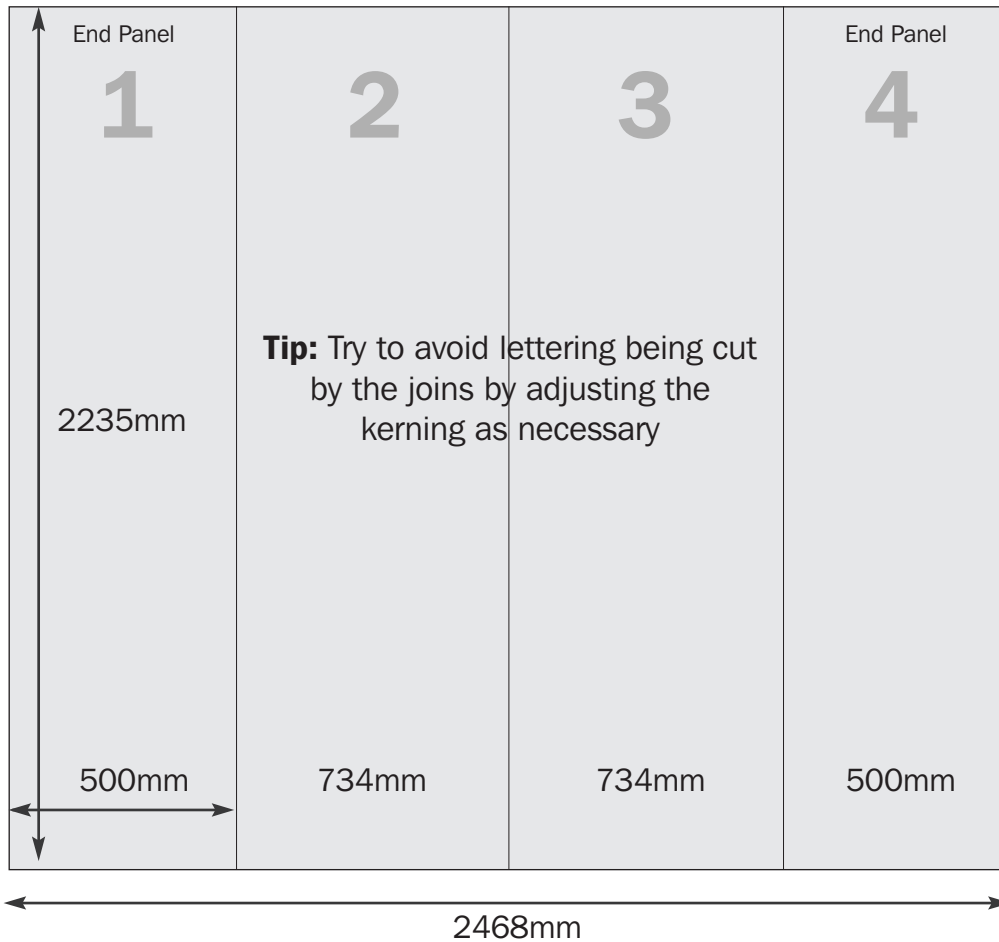 End Panel
End Panel
1
2
3
4
Tip: Try to avoid lettering being cut
by the joins by adjusting the
kerning as necessary
2235mm
500mm
734mm
734mm
500mm
2468mm